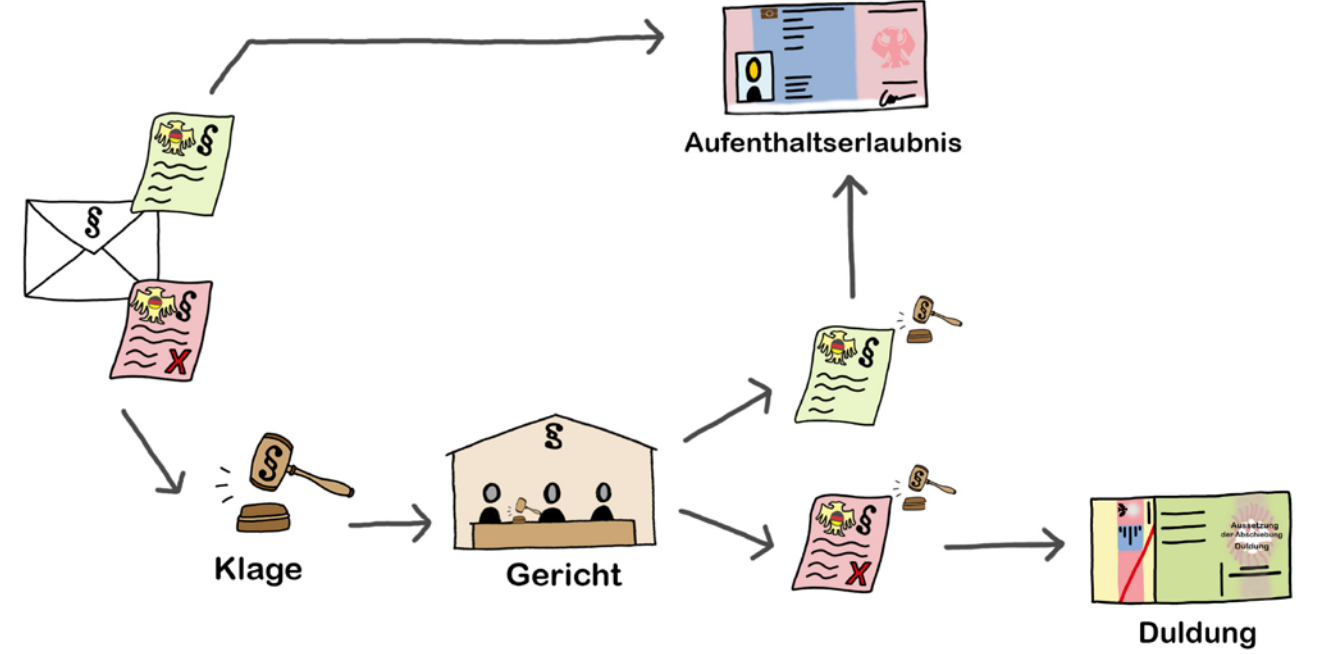 Aufenthaltserlaubnis
§
§
§
§
§
§
§
Klage
§
Gericht
§
§
Aussetzung
der Abschiebung
Duldung
X
X
Duldung